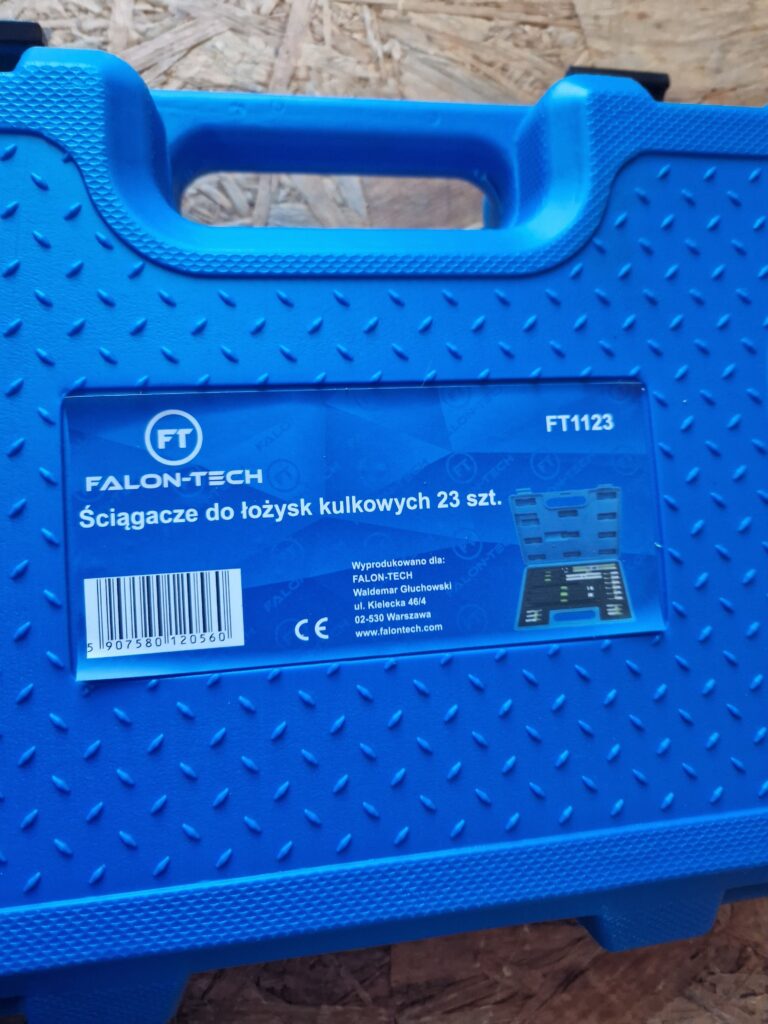 FT
FALON-TECH
FT1123
Ściągacze do łożysk kulkowych 23 szt.
5 907580 120560
CE
Wyprodukowano dla:
FALON-TECH
Waldemar Głuchowski
ul. Kielecka 46/4
02-530 Warszawa
www.falontech.com